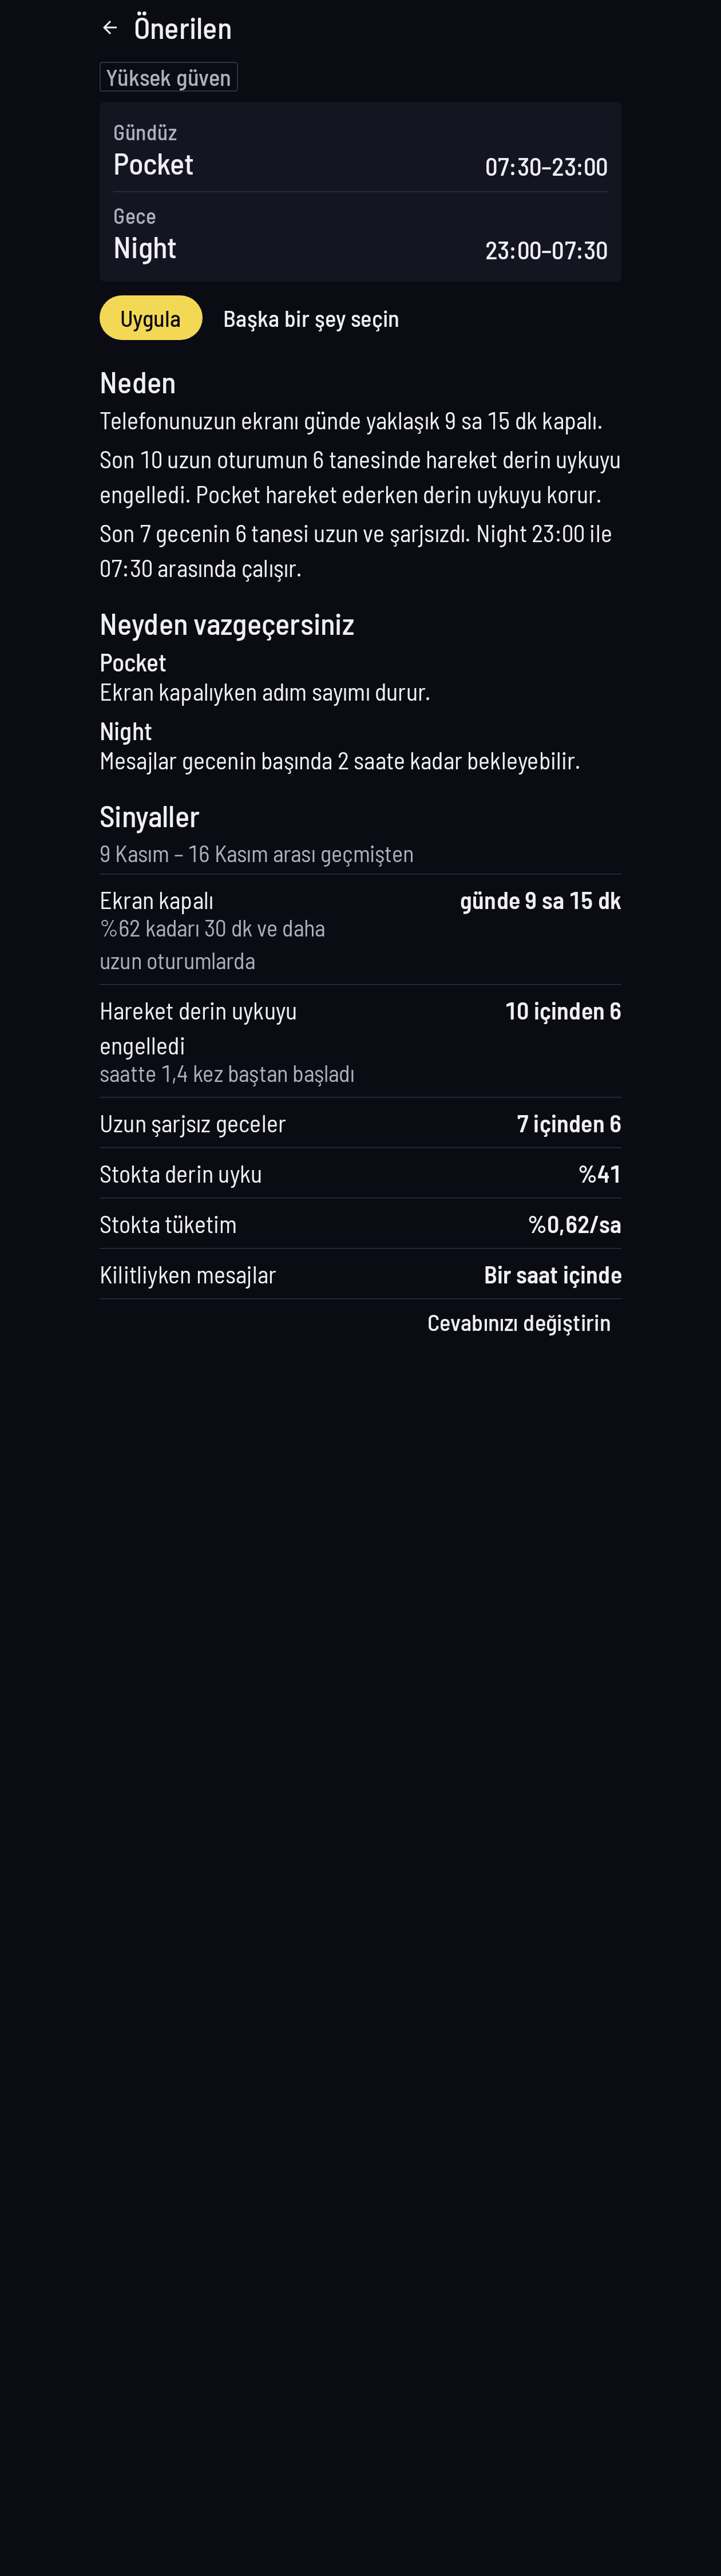 Önerilen
Yüksek güven
Gündüz
Pocket 07:30–23:00
Gece
Night 23:00–07:30
Uygula Başka bir şey seçin
Neden
Telefonunuzun ekranı günde yaklaşık 9 sa 15 dk kapalı.
Son 10 uzun oturumun 6 tanesinde hareket derin uykuyu
engelledi. Pocket hareket ederken derin uykuyu korur.
Son 7 gecenin 6 tanesi uzun ve şarjsızdı. Night 23:00 ile
07:30 arasında çalışır.
Neyden vazgeçersiniz
Pocket
Ekran kapalıyken adım sayımı durur.
Night
Mesajlar gecenin başında 2 saate kadar bekleyebilir.
Sinyaller
9 Kasım – 16 Kasım arası geçmişten
Ekran kapalı günde 9 sa 15 dk
%62 kadarı 30 dk ve daha
uzun oturumlarda
Hareket derin uykuyu 10 içinden 6
engelledi
saatte 1,4 kez baştan başladı
Uzun şarjsız geceler 7 içinden 6
Stokta derin uyku %41
Stokta tüketim %0,62/sa
Kilitliyken mesajlar Bir saat içinde
Cevabınızı değiştirin